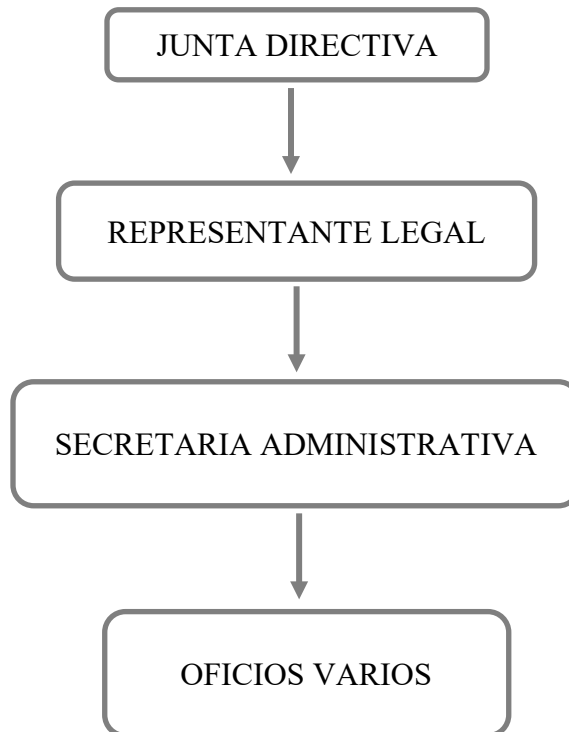 JUNTA DIRECTIVA
REPRESENTANTE LEGAL
SECRETARIA ADMINISTRATIVA
OFICIOS VARIOS